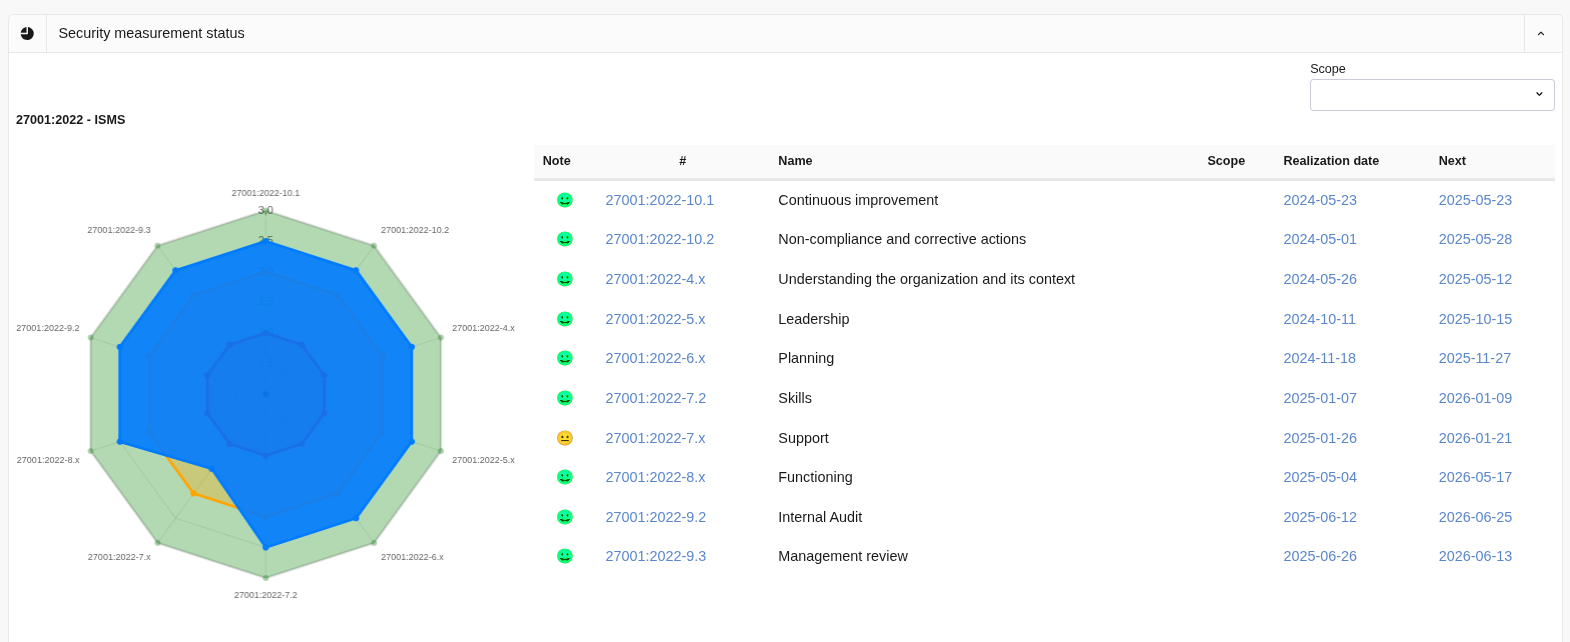 Security measurement status
Scope
27001:2022 - ISMS
Note # Name Scope Realization date Next
27001:2022-10.1 Continuous improvement 2024-05-23 2025-05-23
27001:2022-10.2 Non-compliance and corrective actions 2024-05-01 2025-05-28
27001:2022-4.x Understanding the organization and its context 2024-05-26 2025-05-12
27001:2022-5.x Leadership 2024-10-11 2025-10-15
27001:2022-6.x Planning 2024-11-18 2025-11-27
27001:2022-7.2 Skills 2025-01-07 2026-01-09
27001:2022-7.x Support 2025-01-26 2026-01-21
27001:2022-8.x Functioning 2025-05-04 2026-05-17
27001:2022-9.2 Internal Audit 2025-06-12 2026-06-25
27001:2022-9.3 Management review 2025-06-26 2026-06-13
27001:2022-10.1
3.0
27001:2022-9.3
27001:2022-10.2
2.5
27001:2022-9.2
27001:2022-4.x
27001:2022-8.x
27001:2022-5.x
27001:2022-7.x
27001:2022-6.x
27001:2022-7.2